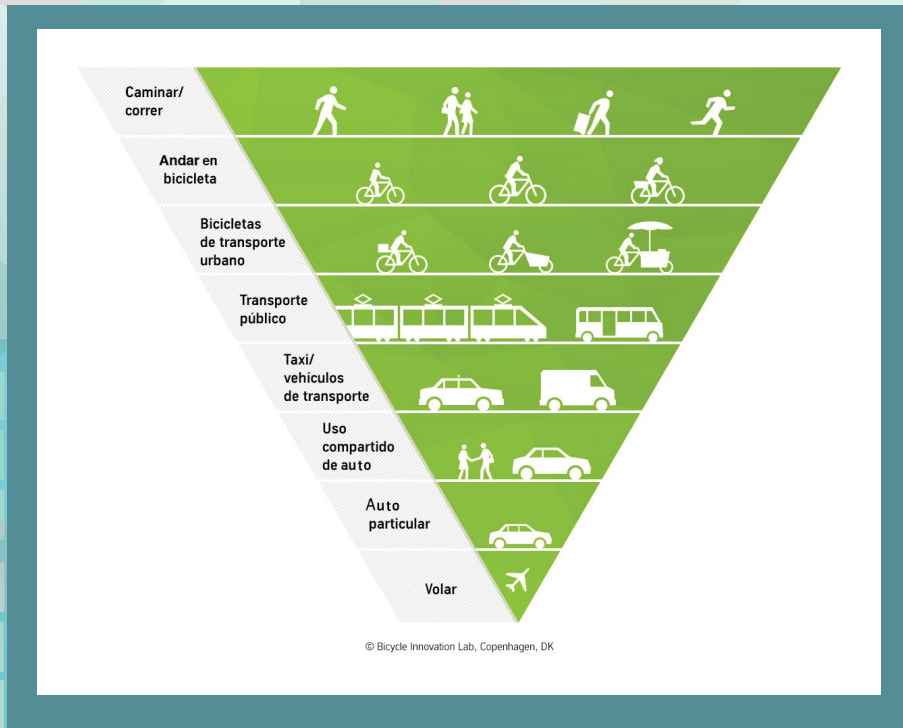 Caminar/
correr
Andar en
bicicleta
Bicicletas
de transporte
urbano
Transporte
público
Taxi/
vehículos
de transporte
Uso
compartido
de auto
Auto
particular
Volar
© Bicycle Innovation Lab, Copenhagen, DK